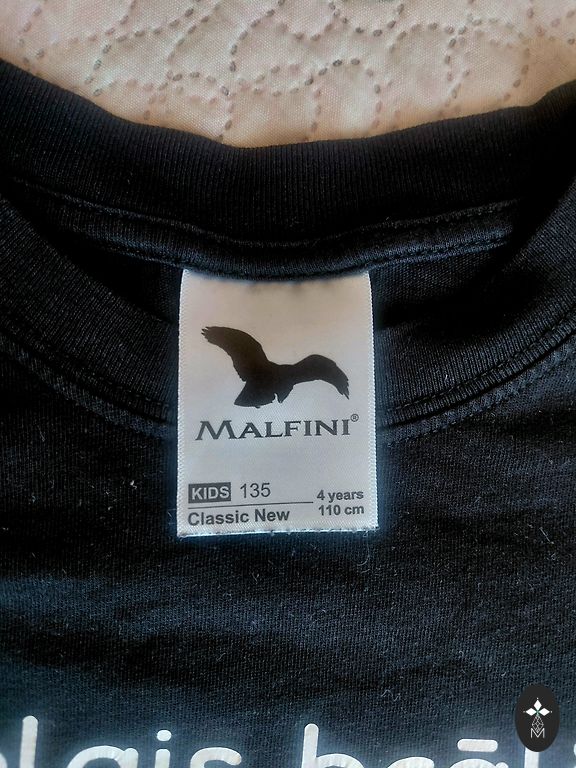 MALFINI®
KIDS 135 4 years
Classic New 110 cm
M